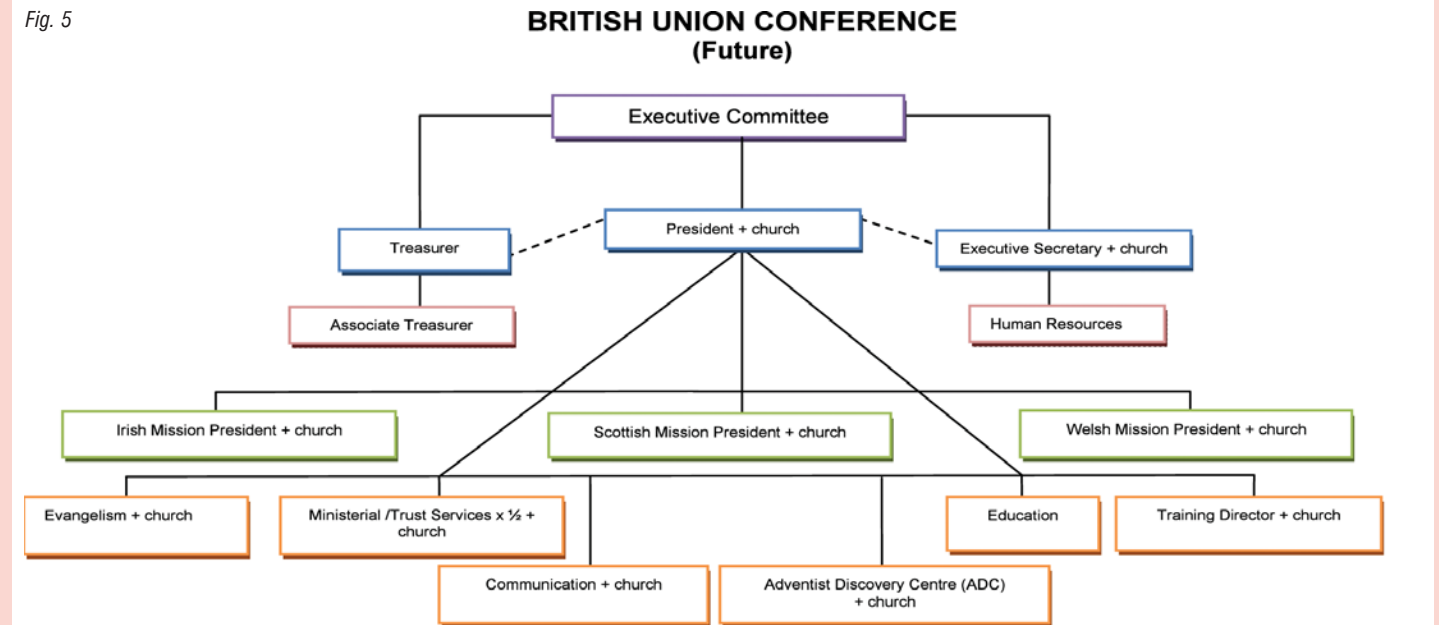 Fig. 5
BRITISH UNION CONFERENCE
(Future)
Executive Committee
Treasurer
President + church
Executive Secretary + church
Associate Treasurer
Human Resources
Irish Mission President + church
Scottish Mission President + church
Welsh Mission President + church
Evangelism + church
Ministerial /Trust Services x ½ +
church
Education
Training Director + church
Communication + church
Adventist Discovery Centre (ADC)
+ church